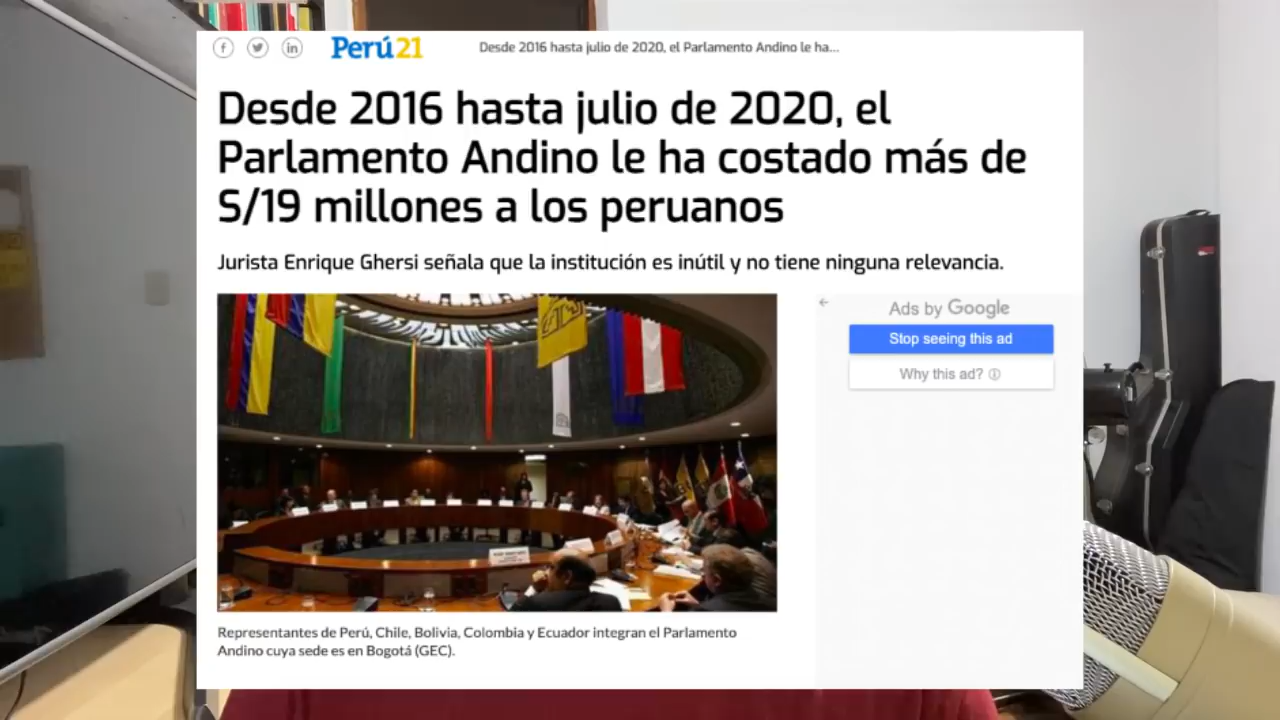 Perú21
Desde 2016 hasta julio de 2020, el Parlamento Andino le ha...
Desde 2016 hasta julio de 2020, el
Parlamento Andino le ha costado más de
S/19 millones a los peruanos
Jurista Enrique Ghersi señala que la institución es inútil y no tiene ninguna relevancia.
Ads by Google
Stop seeing this ad
Why this ad?
Representantes de Perú, Chile, Bolivia, Colombia y Ecuador integran el Parlamento
Andino cuya sede es en Bogotá (GEC).